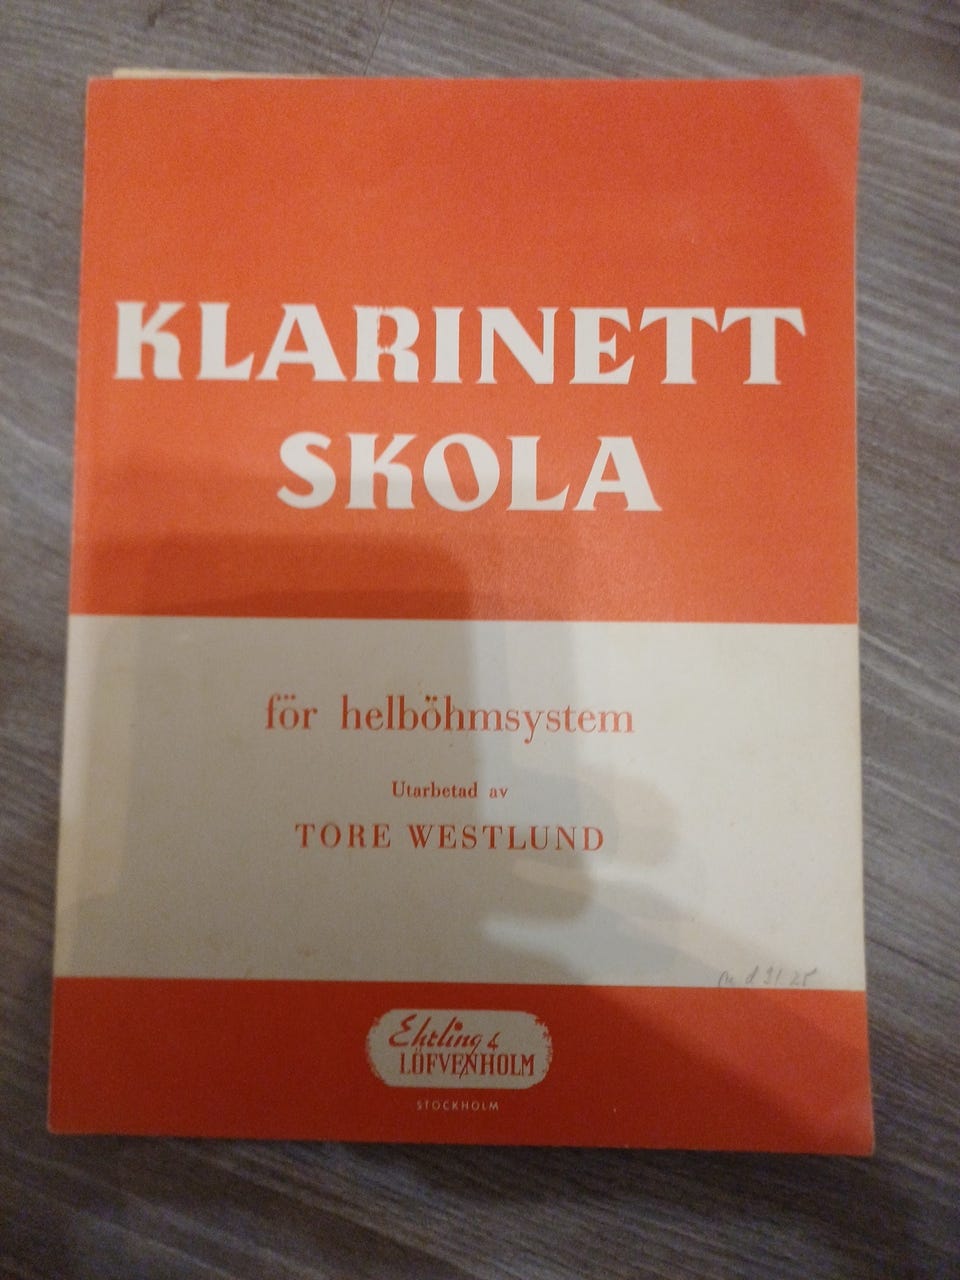 KLARINETT
SKOLA
för helböhmsystem
Utarbetad av
TORE WESTLUND
Ehrling &
LÖFVENHOLM
STOCKHOLM